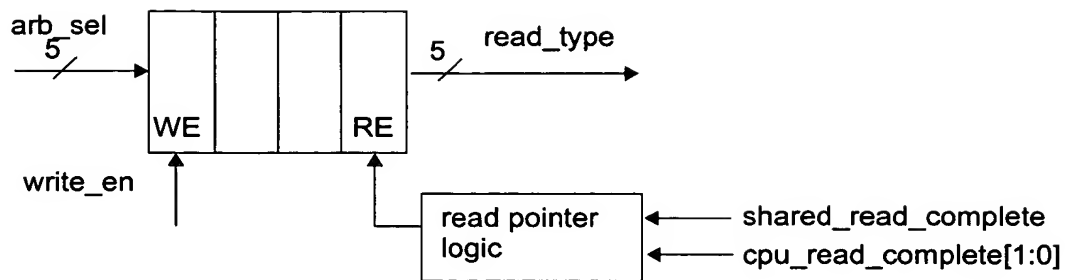 arb_sel
5
5
read_type
WE
RE
write_en
read pointer
logic
shared_read_complete
cpu_read_complete[1:0]